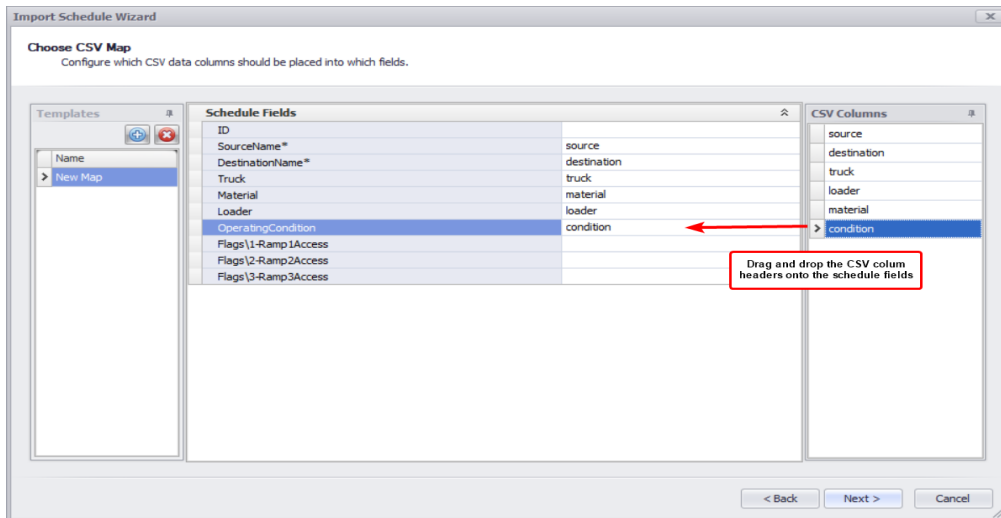 Import Schedule Wizard
Choose CSV Map
Configure which CSV data columns should be placed into which fields.
Templates
Name
New Map
Schedule Fields
ID
SourceName* source
DestinationName* destination
Truck truck
Material material
Loader loader
OperatingCondition condition
Flags\1-Ramp1Access
Flags\2-Ramp2Access
Flags\3-Ramp3Access
CSV Columns
source
destination
truck
loader
material
condition
Drag and drop the CSV colum
headers onto the schedule fields
< Back Next > Cancel